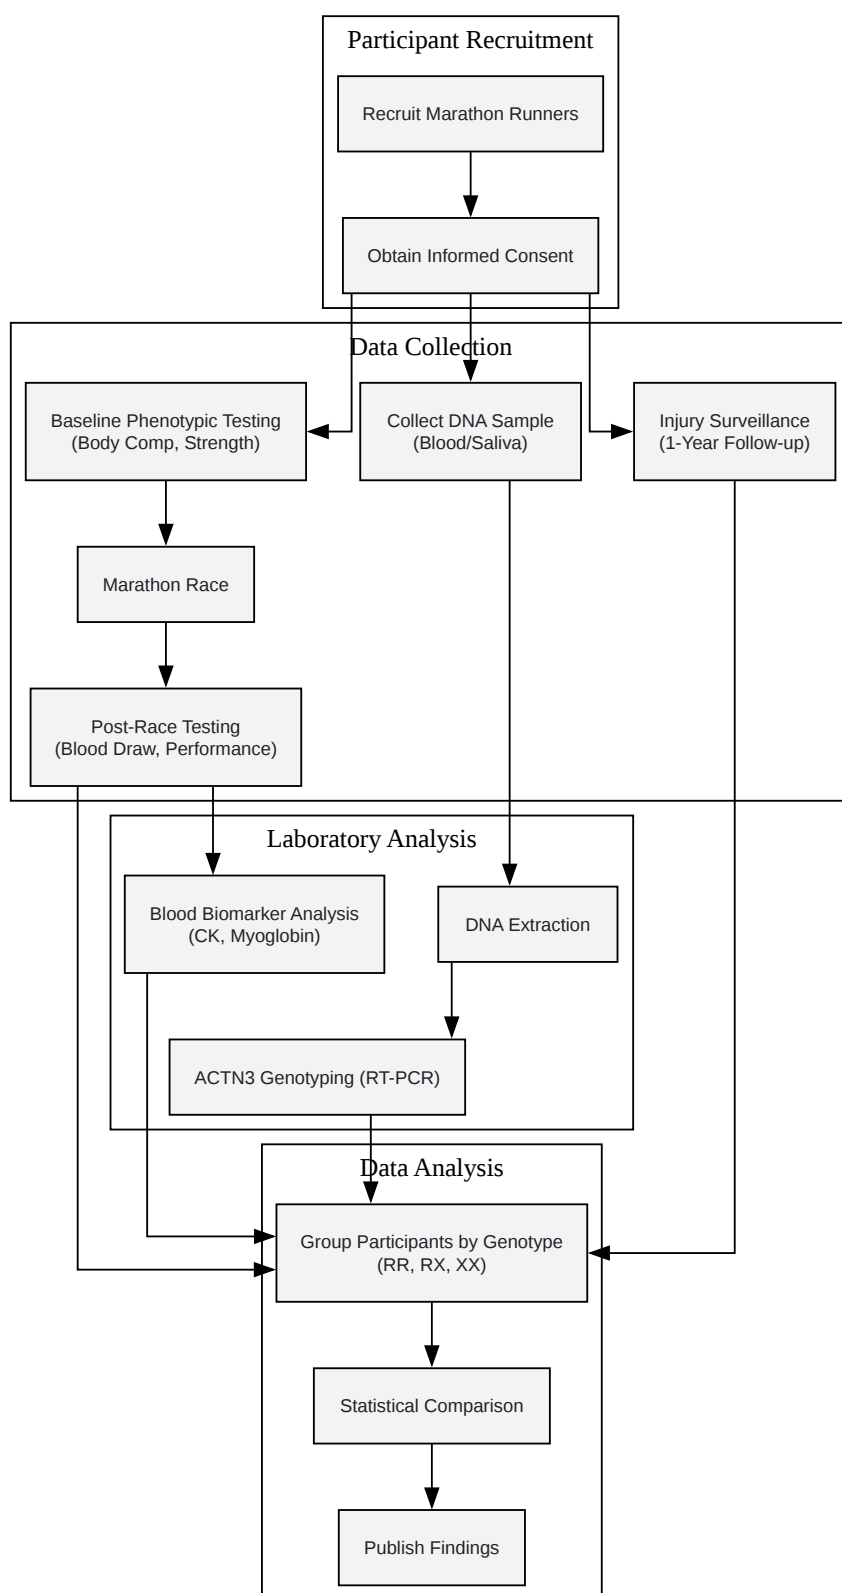 Participant Recruitment
Recruit Marathon Runners
Obtain Informed Consent
Data Collection
Baseline Phenotypic Testing
(Body Comp, Strength)
Collect DNA Sample
(Blood/Saliva)
Injury Surveillance
(1-Year Follow-up)
Marathon Race
Post-Race Testing
(Blood Draw, Performance)
Laboratory Analysis
Blood Biomarker Analysis
(CK, Myoglobin)
DNA Extraction
ACTN3 Genotyping (RT-PCR)
Data Analysis
Group Participants by Genotype
(RR, RX, XX)
Statistical Comparison
Publish Findings